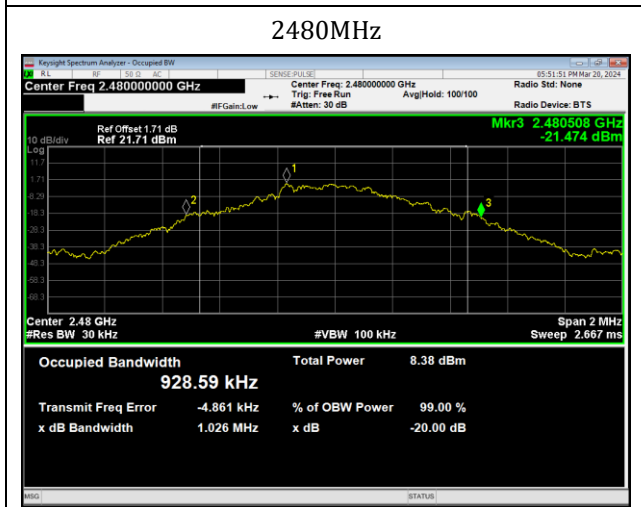 2480MHz
Keysight Spectrum Analyzer - Occupied BW
RL RF 50 Ω AC SENSE:PULSE 05:51:51 PM Mar 20, 2024
Center Freq 2.480000000 GHz Center Freq: 2.480000000 GHz Radio Std: None
Trig: Free Run Avg|Hold: 100/100
#IFGain:Low #Atten: 30 dB Radio Device: BTS
Ref Offset 1.71 dB Mkr3 2.480508 GHz
10 dB/div Ref 21.71 dBm -21.474 dBm
Log
11.7
1.71
-8.29
-18.3
-28.3
-38.3
-48.3
-58.3
-68.3
1
2
3
Center 2.48 GHz Span 2 MHz
#Res BW 30 kHz #VBW 100 kHz Sweep 2.667 ms
Occupied Bandwidth Total Power 8.38 dBm
928.59 kHz
Transmit Freq Error -4.861 kHz % of OBW Power 99.00 %
x dB Bandwidth 1.026 MHz x dB -20.00 dB
MSG STATUS